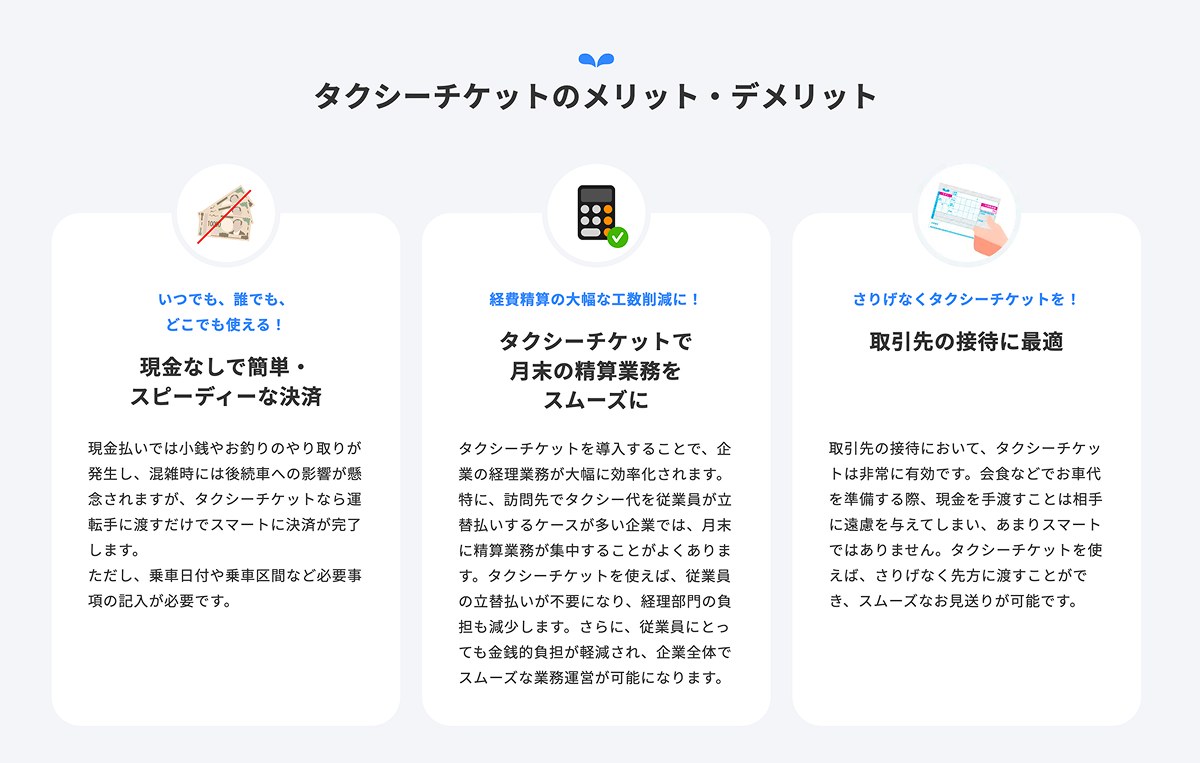 タクシーチケットのメリット・デメリット
いつでも、誰でも、
どこでも使える！
現金なしで簡単・
スピーディーな決済
現金払いでは小銭やお釣りのやり取りが
発生し、混雑時には後続車への影響が懸
念されますが、タクシーチケットなら運
転手に渡すだけでスマートに決済が完了
します。
ただし、乗車日付や乗車区間など必要事
項の記入が必要です。
経費精算の大幅な工数削減に！
タクシーチケットで
月末の精算業務を
スムーズに
タクシーチケットを導入することで、企
業の経理業務が大幅に効率化されます。
特に、訪問先でタクシー代を従業員が立
替払いするケースが多い企業では、月末
に精算業務が集中することがよくありま
す。タクシーチケットを使えば、従業員
の立替払いが不要になり、経理部門の負
担も減少します。さらに、従業員にとっ
ても金銭的負担が軽減され、企業全体で
スムーズな業務運営が可能になります。
さりげなくタクシーチケットを！
取引先の接待に最適
取引先の接待において、タクシーチケッ
トは非常に有効です。会食などでお車代
を準備する際、現金を手渡すことは相手
に遠慮を与えてしまい、あまりスマート
ではありません。タクシーチケットを使
えば、さりげなく先方に渡すことがで
き、スムーズなお見送りが可能です。